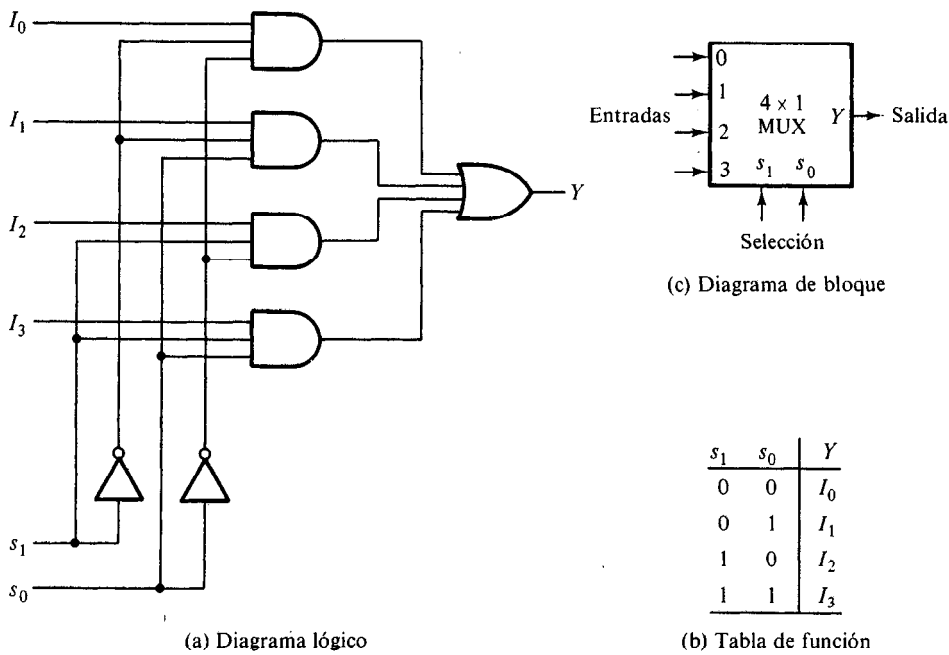 I₀
I₁
I₂
I₃
s₁
s₀
Y
(a) Diagrama lógico
Entradas
0
1
2
3
4 × 1
MUX
Y
s₁ s₀
Salida
Selección
(c) Diagrama de bloque
s₁ s₀ Y
0 0 I₀
0 1 I₁
1 0 I₂
1 1 I₃
(b) Tabla de función